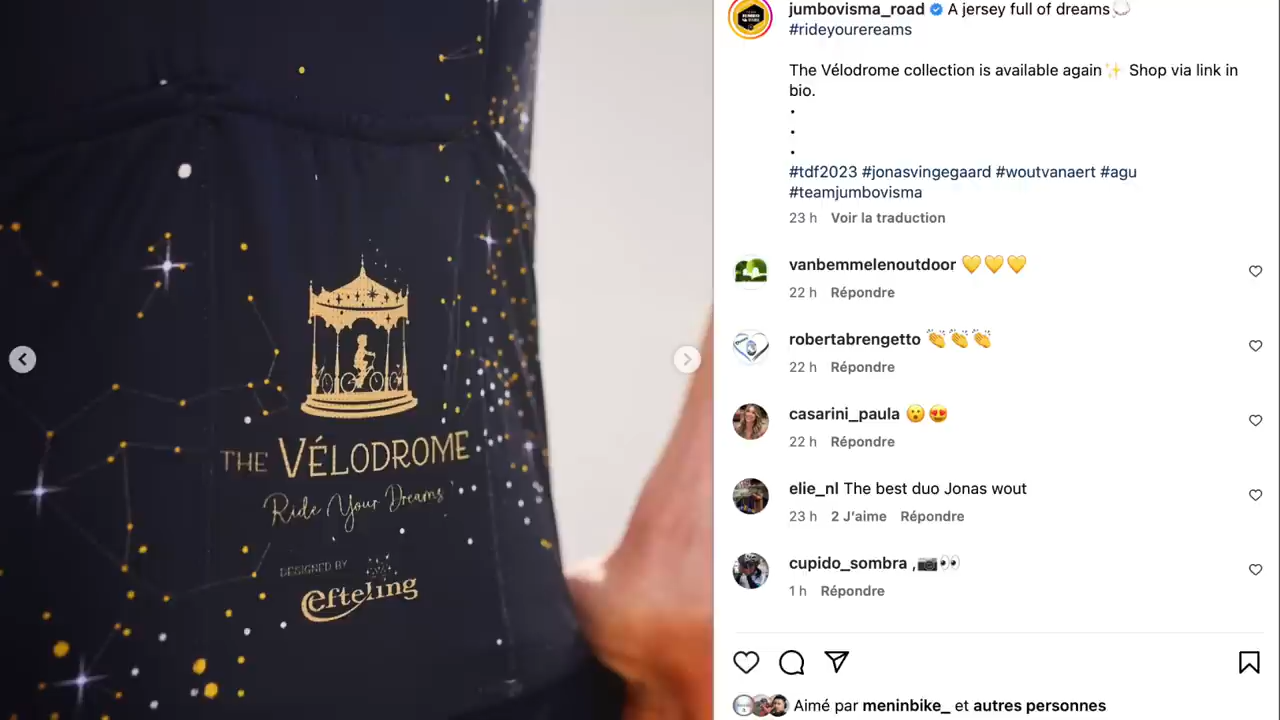 THE VÉLODROME
Ride Your Dreams
DESIGNED BY
efteling
jumbovisma_road A jersey full of dreams💭
#rideyourereams
The Vélodrome collection is available again✨ Shop via link in
bio.
•
•
•
#tdf2023 #jonasvingegaard #woutvanaert #agu
#teamjumbovisma
23 h Voir la traduction
vanbemmelenoutdoor 💛💛💛
22 h Répondre
robertabrengetto 👏👏👏
22 h Répondre
casarini_paula 😮😍
22 h Répondre
elie_nl The best duo Jonas wout
23 h 2 J'aime Répondre
cupido_sombra ,📷👀
1 h Répondre
Aimé par meninbike_ et autres personnes